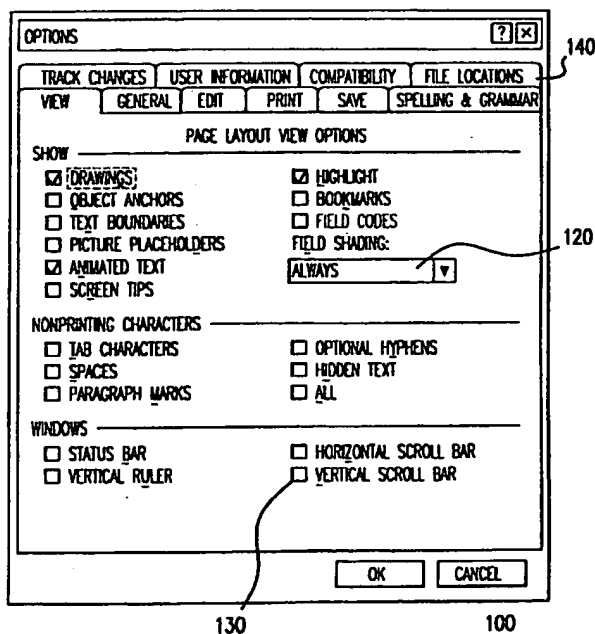 OPTIONS ? ×
140
TRACK CHANGES USER INFORMATION COMPATIBILITY FILE LOCATIONS
VIEW GENERAL EDIT PRINT SAVE SPELLING & GRAMMAR
PAGE LAYOUT VIEW OPTIONS
SHOW
DRAWINGS HIGHLIGHT
OBJECT ANCHORS BOOKMARKS
TEXT BOUNDARIES FIELD CODES
PICTURE PLACEHOLDERS FIELD SHADING:
120
ANIMATED TEXT ALWAYS
SCREEN TIPS
NONPRINTING CHARACTERS
TAB CHARACTERS OPTIONAL HYPHENS
SPACES HIDDEN TEXT
PARAGRAPH MARKS ALL
WINDOWS
STATUS BAR HORIZONTAL SCROLL BAR
VERTICAL RULER VERTICAL SCROLL BAR
OK CANCEL
130 100